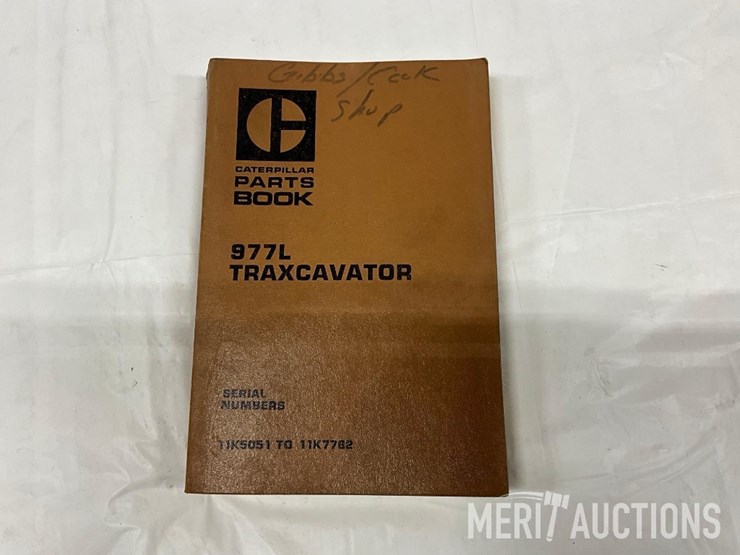 Gibbs/Cook
Shop
CATERPILLAR
PARTS
BOOK
977L
TRAXCAVATOR
SERIAL
NUMBERS
11K5051 TO 11K7762
MERIT AUCTIONS